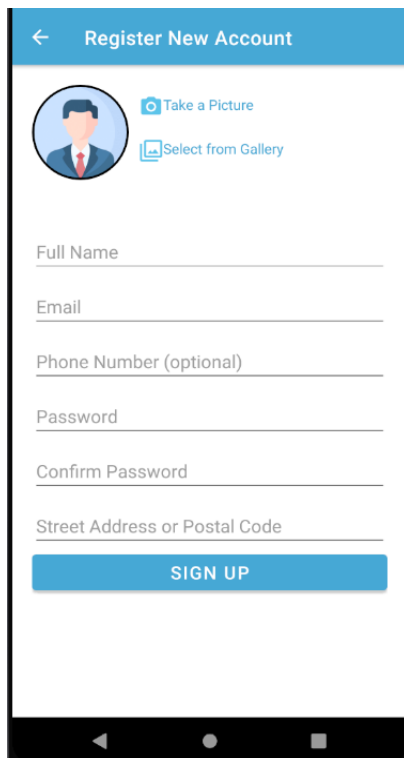 Register New Account
Take a Picture
Select from Gallery
Full Name
Email
Phone Number (optional)
Password
Confirm Password
Street Address or Postal Code
SIGN UP